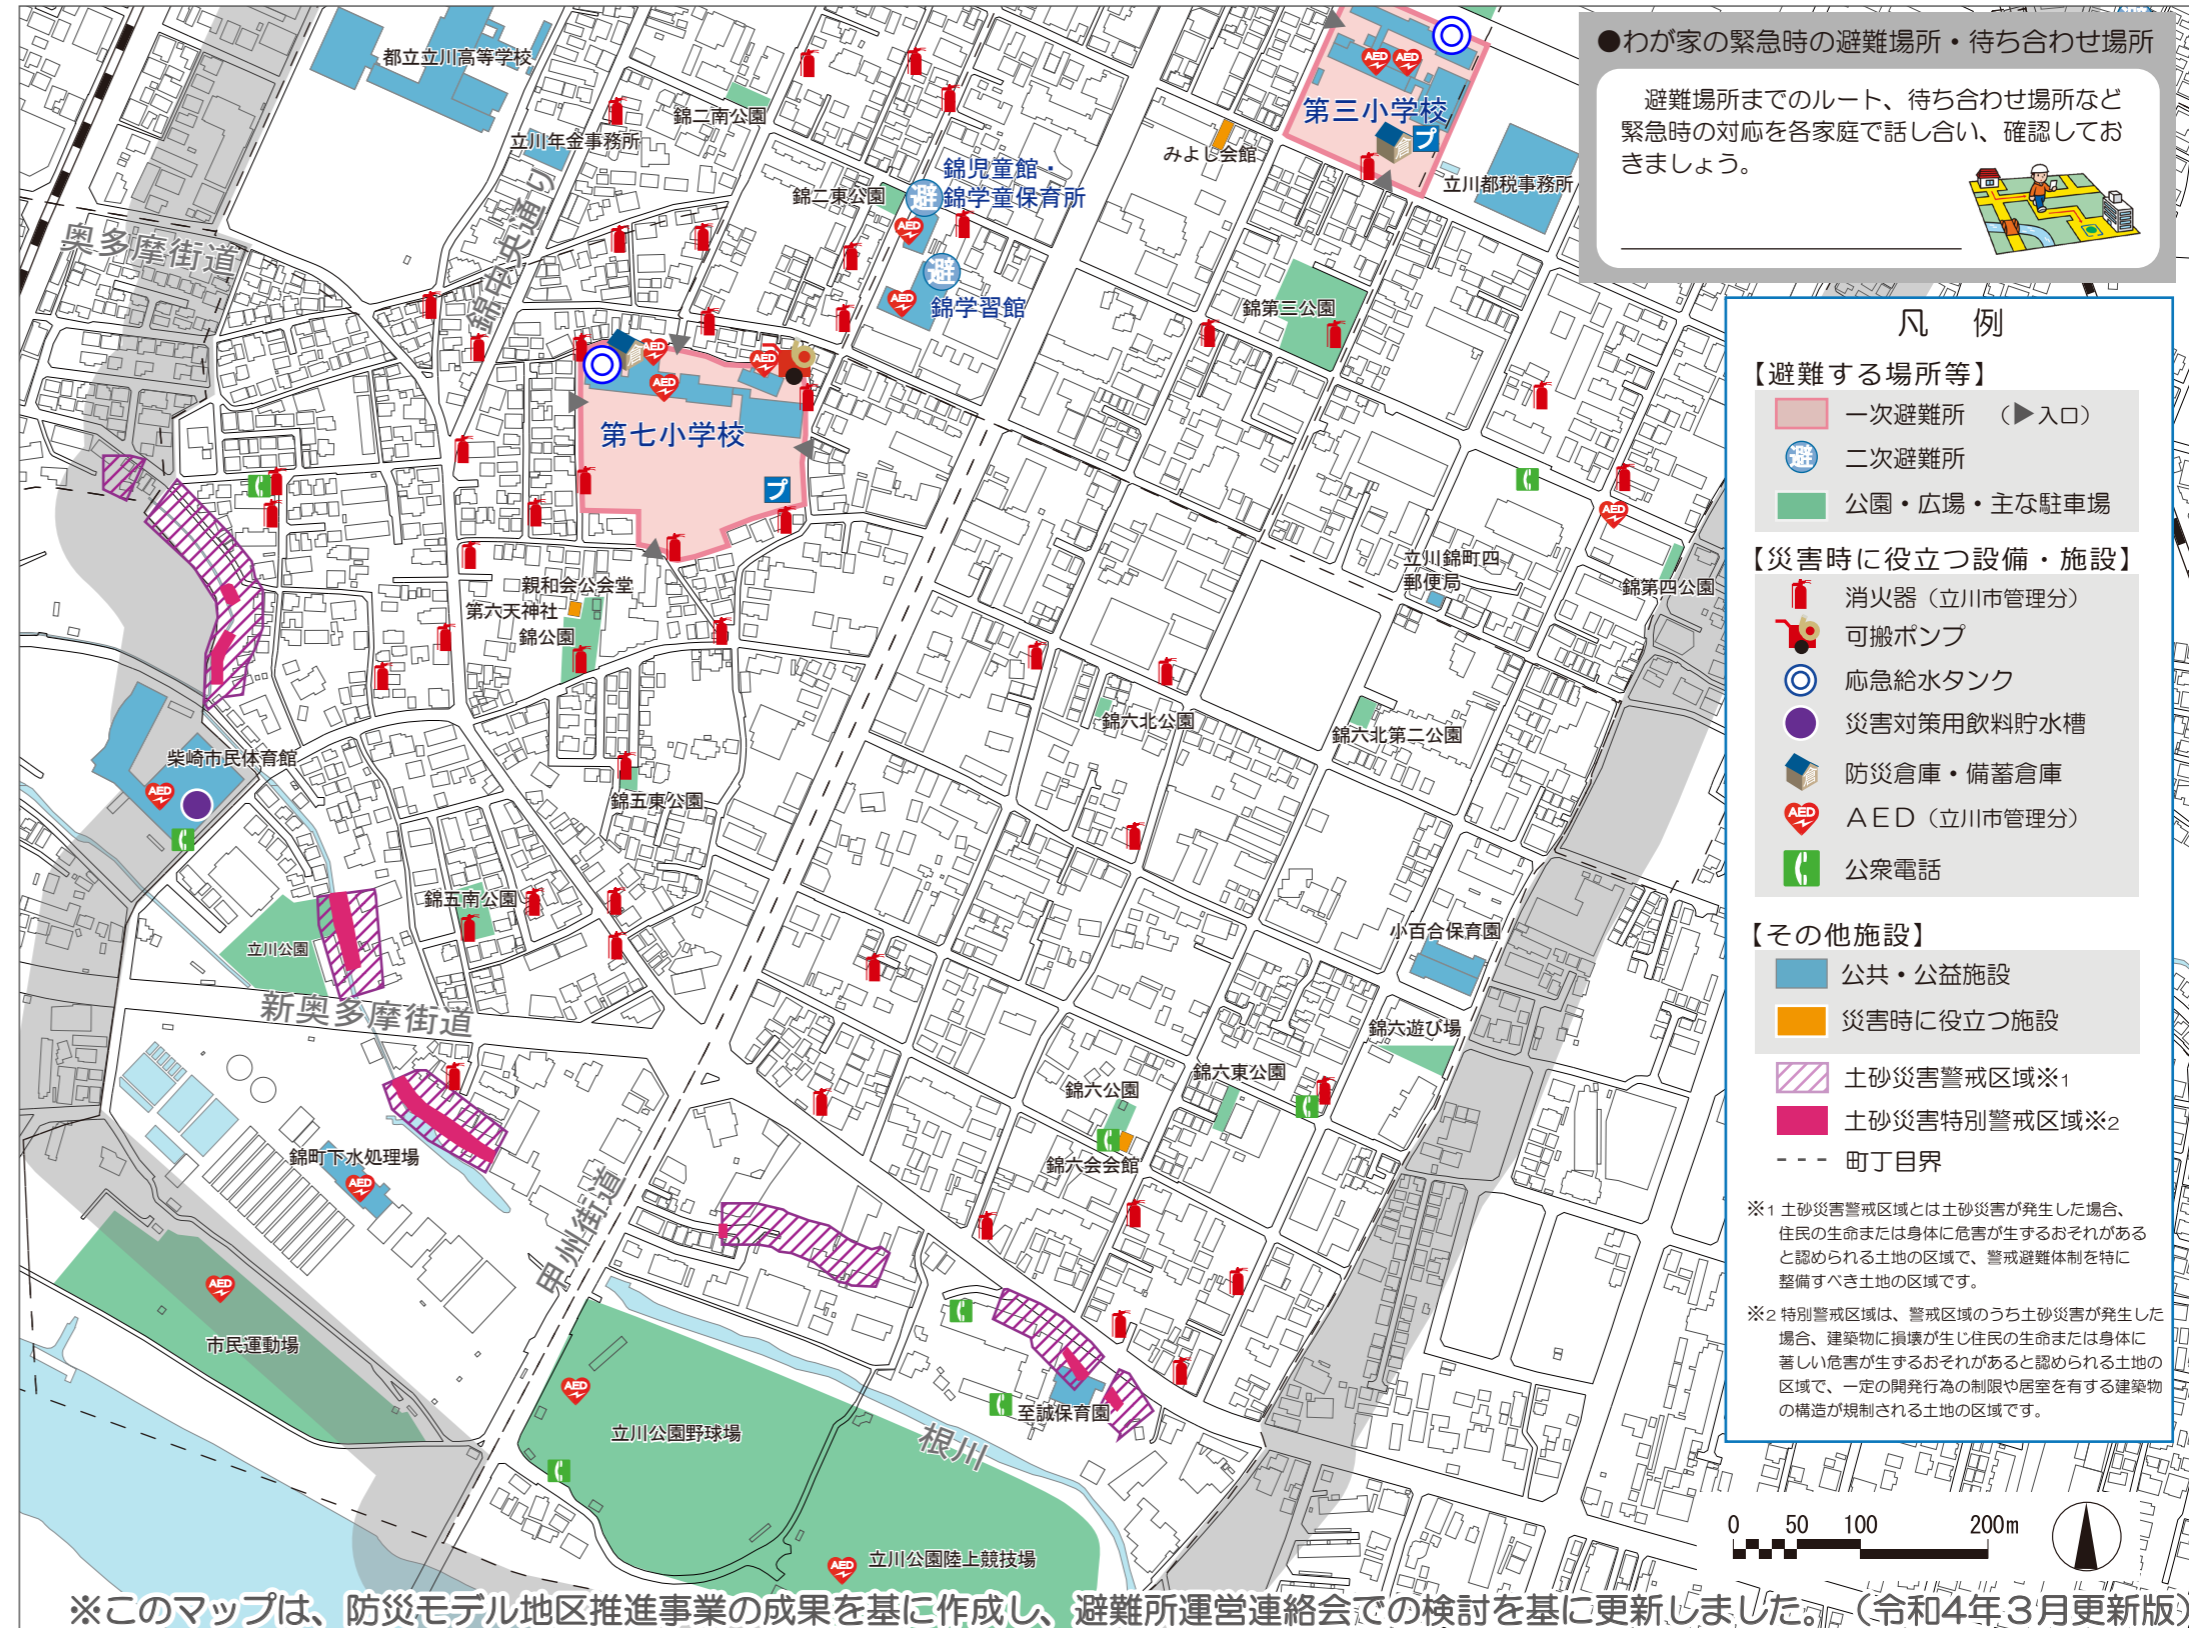 ●わが家の緊急時の避難場所・待ち合わせ場所
避難場所までのルート、待ち合わせ場所など
緊急時の対応を各家庭で話し合い、確認してお
きましょう。
都立立川高等学校
立川年金事務所
錦二南公園
錦中央通り
奥多摩街道
錦児童館・
錦学童保育所
避
錦二東公園
避
錦学習館
みよし会館
第三小学校
プ
立川都税事務所
錦第三公園
第七小学校
プ
親和会公会堂
第六天神社
錦公園
立川錦町四
郵便局
錦第四公園
錦六北公園
錦六北第二公園
柴崎市民体育館
錦五東公園
錦五南公園
立川公園
新奥多摩街道
小百合保育園
錦六遊び場
錦六東公園
錦六公園
錦六会会館
錦町下水処理場
甲州街道
市民運動場
立川公園野球場
根川
至誠保育園
立川公園陸上競技場
AED
AED
AED
AED
AED
AED
AED
AED
AED
AED
AED
AED
AED
凡 例
【避難する場所等】
一次避難所 （▶入口）
避 二次避難所
公園・広場・主な駐車場
【災害時に役立つ設備・施設】
消火器（立川市管理分）
可搬ポンプ
応急給水タンク
災害対策用飲料貯水槽
防災倉庫・備蓄倉庫
AED ＡＥＤ（立川市管理分）
公衆電話
【その他施設】
公共・公益施設
災害時に役立つ施設
土砂災害警戒区域※1
土砂災害特別警戒区域※2
--- 町丁目界
※1 土砂災害警戒区域とは土砂災害が発生した場合、
住民の生命または身体に危害が生ずるおそれがある
と認められる土地の区域で、警戒避難体制を特に
整備すべき土地の区域です。
※2 特別警戒区域は、警戒区域のうち土砂災害が発生した
場合、建築物に損壊が生じ住民の生命または身体に
著しい危害が生ずるおそれがあると認められる土地の
区域で、一定の開発行為の制限や居室を有する建築物
の構造が規制される土地の区域です。
0 50 100 200m
※このマップは、防災モデル地区推進事業の成果を基に作成し、避難所運営連絡会での検討を基に更新しました。（令和4年３月更新版）